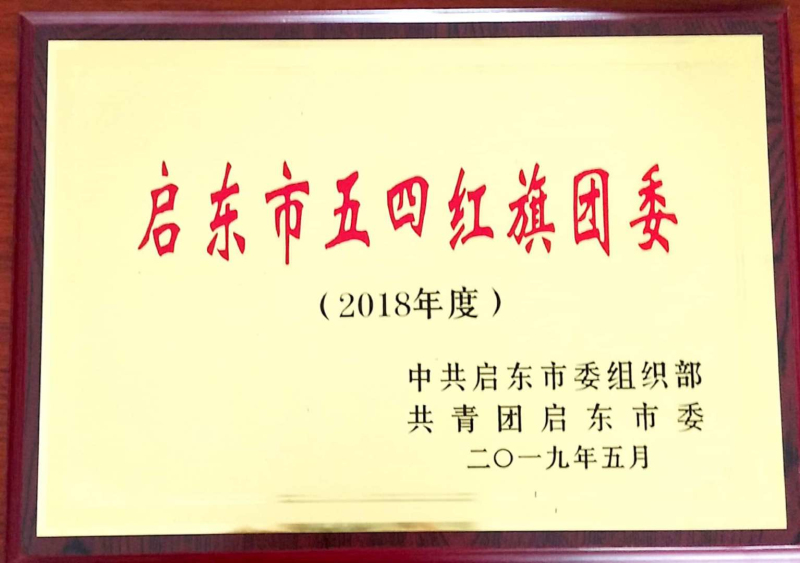 启东市五四红旗团委
（2018年度）
中共启东市委组织部
共青团启东市委
二〇一九年五月